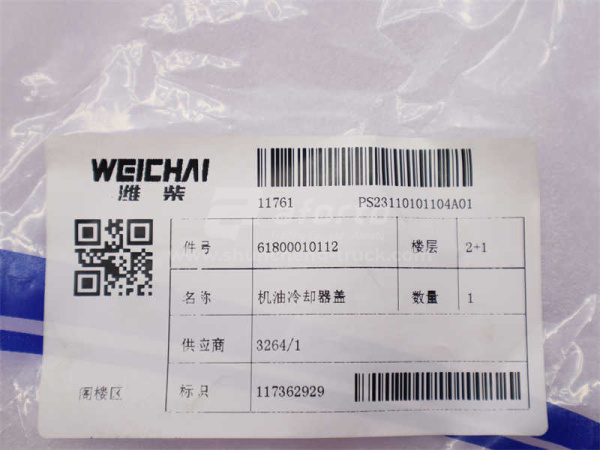 WEICHAI
潍柴
11761 PS23110101104A01
件号 61800010112 楼层 2+1
名称 机油冷却器盖 数量 1
供应商 3264/1
阁楼区 标识 117362929